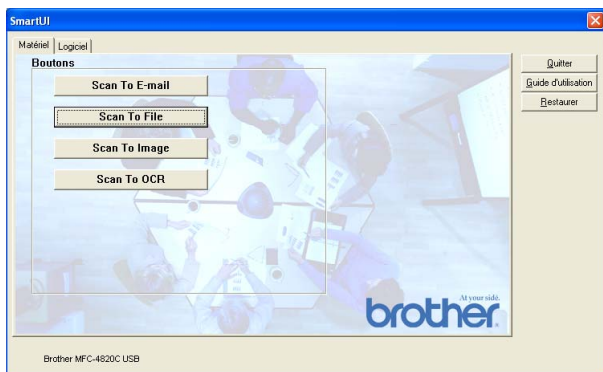 SmartUI
Matériel Logiciel
Boutons
Scan To E-mail
Scan To File
Scan To Image
Scan To OCR
Quitter
Guide d'utilisation
Restaurer
At your side.
brother
Brother MFC-4820C USB